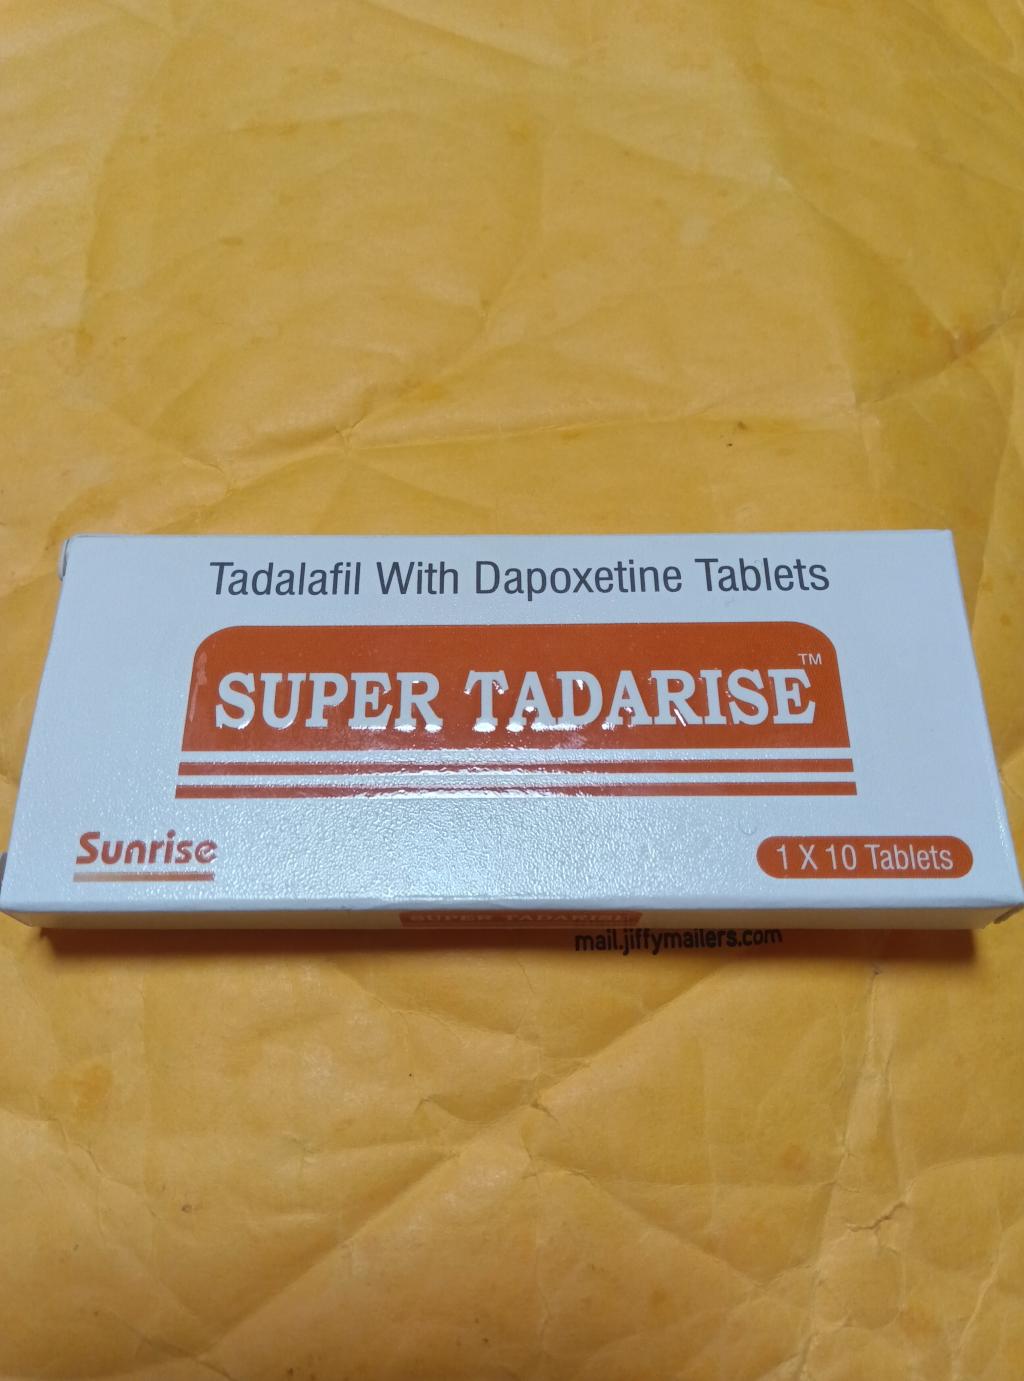 Tadalafil With Dapoxetine Tablets
SUPER TADARISE™
Sunrise
1 X 10 Tablets
SUPER TADARISE
mail.jiffymailers.com